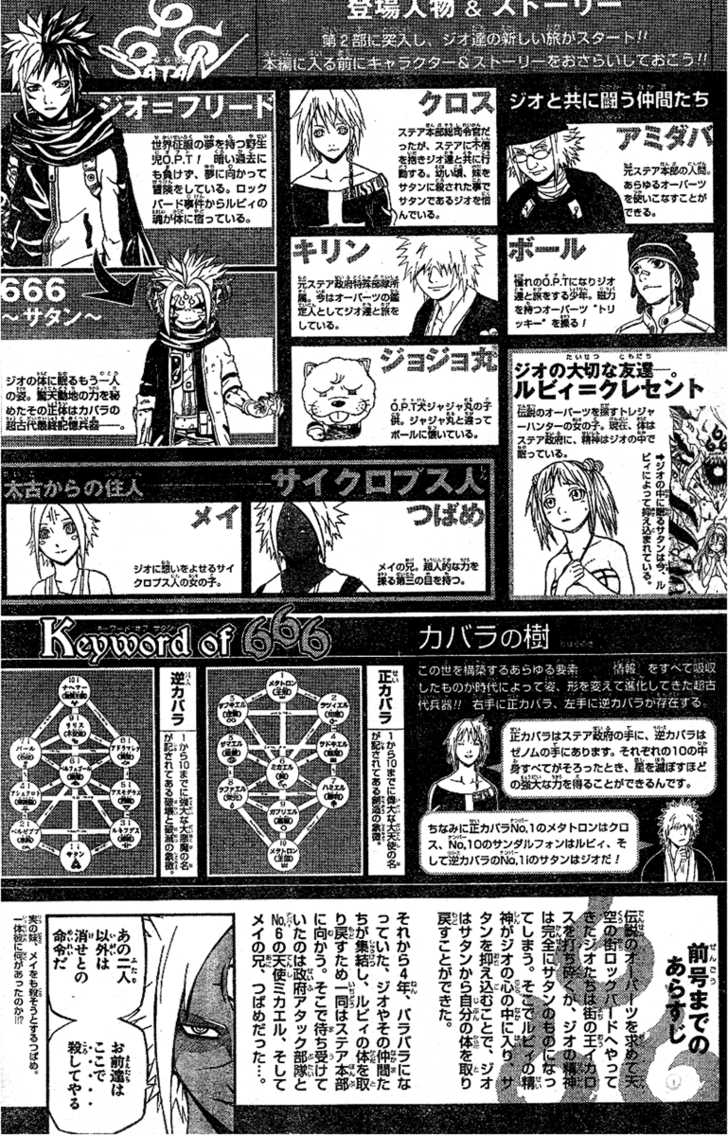 登場人物 & ストーリー
第2部に突入し、ジオ達の新しい旅がスタート!!
本編に入る前にキャラクター&ストーリーをおさらいしておこう!!
666
SATAN
ジオ=フリード
世界征服の夢を持つ野生
児O.P.T! 暗い過去に
も負けず、夢に向かって
冒険をしている。ロック
バード事件からルビィの
魂が体に宿っている。
666
〜サタン〜
ジオの体に眠るもう一人
の姿。驚天動地の力を秘
めたその正体はカバラの
超古代最終記憶兵器――。
クロス
ステア本部総司令官だ
ったが、ステアに不信
を抱きジオ達と共に行
動する。幼い頃、妹を
サタンに殺された事で
サタンであるジオを恨
んでいる。
キリン
元ステア政府特殊部隊所
属。今はオーパーツの鑑
定人としてジオ達と旅を
をしている。
ジョジョ丸
O.P.T犬ジャジャ丸の子
供。ジャジャ丸と違って
ボールに懐いている。
ジオと共に闘う仲間たち
アミダバ
元ステア本部の人間。
あらゆるオーパーツ
を使いこなすことが
できる。
ボール
憧れのO.P.Tになりジオ
達と旅をする少年。磁力
を持つオーパーツ“トリ
ッキー”を操る!
ジオの大切な友達―。
ルビィ=クレセント
伝説のオーパーツを探すトレジャ
ーハンターの女の子。現在、体は
ステア政府に、精神はジオの中で
眠っている。
➡ジオの中に眠るサタンは今、ル
ビィによって抑え込まれている。
太古からの住人
サイクロプス人
メイ
ジオに想いをよせるサイ
クロプス人の女の子。
つばめ
メイの兄。超人的な力を
操る第三の目を持つ。
Keyword of 666
カバラの樹
この世を構築するあらゆる要素 情報 をすべて吸収
したものが時代によって姿、形を変えて進化してきた超古
代兵器!! 右手に正カバラ、左手に逆カバラが存在する。
逆カバラ
1から10までに強大な大悪魔の名
が記されてある破壊と破滅の象徴。
正カバラ
1から10までに偉大な大天使の名
が記されてある創造の象徴。
正カバラはステア政府の手に、逆カバラは
ゼノムの手にあります。それぞれの10の中
身すべてがそろったとき、星を滅ぼすほど
の強大な力を得ることができるんです。
ちなみに正カバラNo.1のメタトロンはクロ
ス、No.10のサンダルフォンはルビィ、そ
して逆カバラのNo.1iのサタンはジオだ!
前号までの
あらすじ
伝説のオーパーツを求めて天
空の街ロックバードへやって
きたジオたちは街の王イカロ
スを打ち砕くが、ジオの精神
は完全にサタンのものになっ
てしまう。そこでルビィの精
神がジオの心の中に入り、サ
タンを抑え込むことで、ジオ
はサタンから自分の体を取り
戻すことができた。
それから4年、バラバラにな
っていた、ジオやその仲間た
ちが集結し、ルビィの体を取
り戻すため一同はステア本部
に向かう。そこで待ち受けて
いたのは政府アタック部隊と
No.6の天使ミカエル、そして
メイの兄、つばめだった…。
あの二人
以外は
消せとの
命令だ
お前達は
ここで
殺してやる
実の妹、メイをも殺そうとするつばめ。
一体彼に何があったのか!?